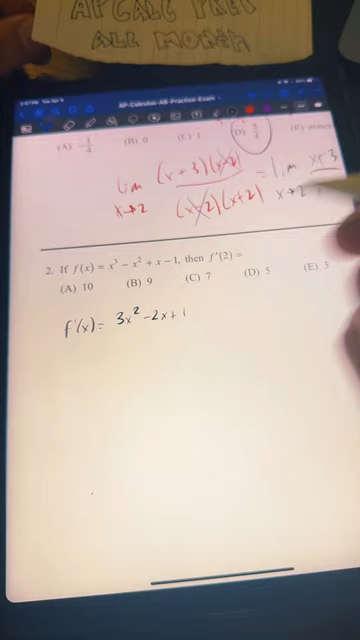 AP CALC PREP
ALL MONTH
AP-Calculus-AB-Practice-Exam
(A) -1/4 (B) 0 (C) 1 (D) 5/4 (E)
lim x→2 (x+3)(x-2) / (x-2)(x+2) = lim x→2 x+3
2. If f(x) = x³ − x² + x − 1, then f′(2) =
(A) 10 (B) 9 (C) 7 (D) 5 (E) 3
f'(x) = 3x² - 2x + 1